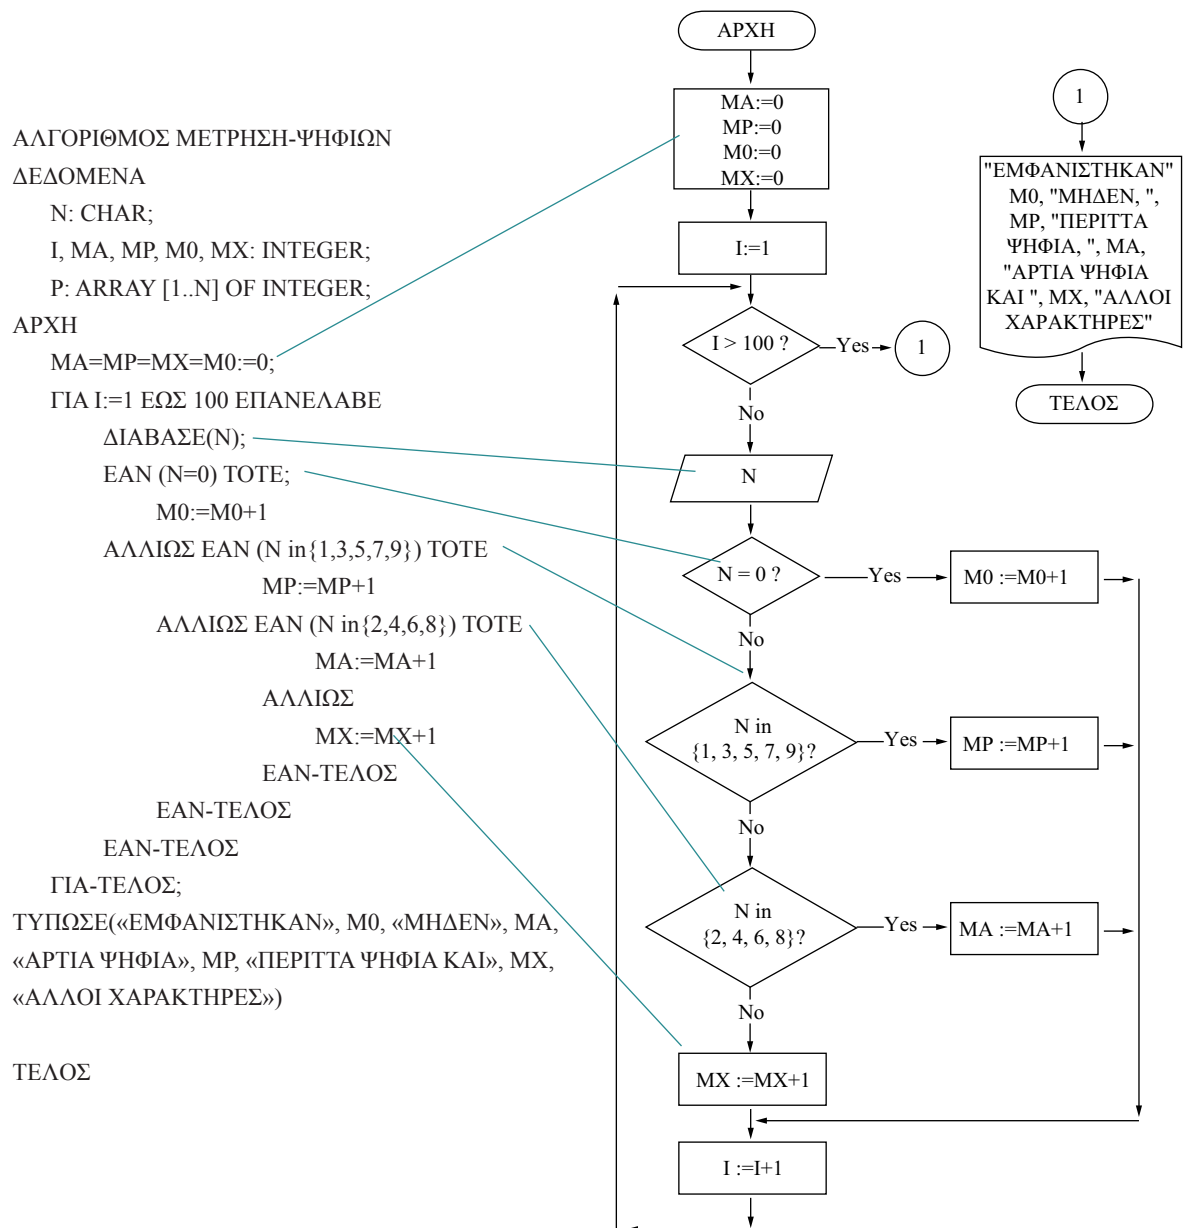 ΑΛΓΟΡΙΘΜΟΣ ΜΕΤΡΗΣΗ-ΨΗΦΙΩΝ
ΔΕΔΟΜΕΝΑ
N: CHAR;
I, MA, MP, M0, MX: INTEGER;
P: ARRAY [1..N] OF INTEGER;
ΑΡΧΗ
MA=MP=MX=M0:=0;
ΓΙΑ I:=1 ΕΩΣ 100 ΕΠΑΝΕΛΑΒΕ
ΔΙΑΒΑΣΕ(N);
ΕΑΝ (N=0) ΤΟΤΕ;
M0:=M0+1
ΑΛΛΙΩΣ ΕΑΝ (N in{1,3,5,7,9}) ΤΟΤΕ
MP:=MP+1
ΑΛΛΙΩΣ ΕΑΝ (N in{2,4,6,8}) ΤΟΤΕ
MA:=MA+1
ΑΛΛΙΩΣ
MX:=MX+1
ΕΑΝ-ΤΕΛΟΣ
ΕΑΝ-ΤΕΛΟΣ
ΕΑΝ-ΤΕΛΟΣ
ΓΙΑ-ΤΕΛΟΣ;
ΤΥΠΩΣΕ(«ΕΜΦΑΝΙΣΤΗΚΑΝ», M0, «ΜΗΔΕΝ», MA,
«ΑΡΤΙΑ ΨΗΦΙΑ», MP, «ΠΕΡΙΤΤΑ ΨΗΦΙΑ ΚΑΙ», MX,
«ΑΛΛΟΙ ΧΑΡΑΚΤΗΡΕΣ»)
ΤΕΛΟΣ
ΑΡΧΗ
MA:=0
MP:=0
M0:=0
MX:=0
I:=1
I > 100 ?
Yes
1
No
N
N = 0 ?
Yes
M0 :=M0+1
No
N in
{1, 3, 5, 7, 9}?
Yes
MP :=MP+1
No
N in
{2, 4, 6, 8}?
Yes
MA :=MA+1
No
MX :=MX+1
I :=I+1
1
"ΕΜΦΑΝΙΣΤΗΚΑΝ"
M0, "ΜΗΔΕΝ, ",
MP, "ΠΕΡΙΤΤΑ
ΨΗΦΙΑ, ", MA,
"ΑΡΤΙΑ ΨΗΦΙΑ
ΚΑΙ ", MX, "ΑΛΛΟΙ
ΧΑΡΑΚΤΗΡΕΣ"
ΤΕΛΟΣ